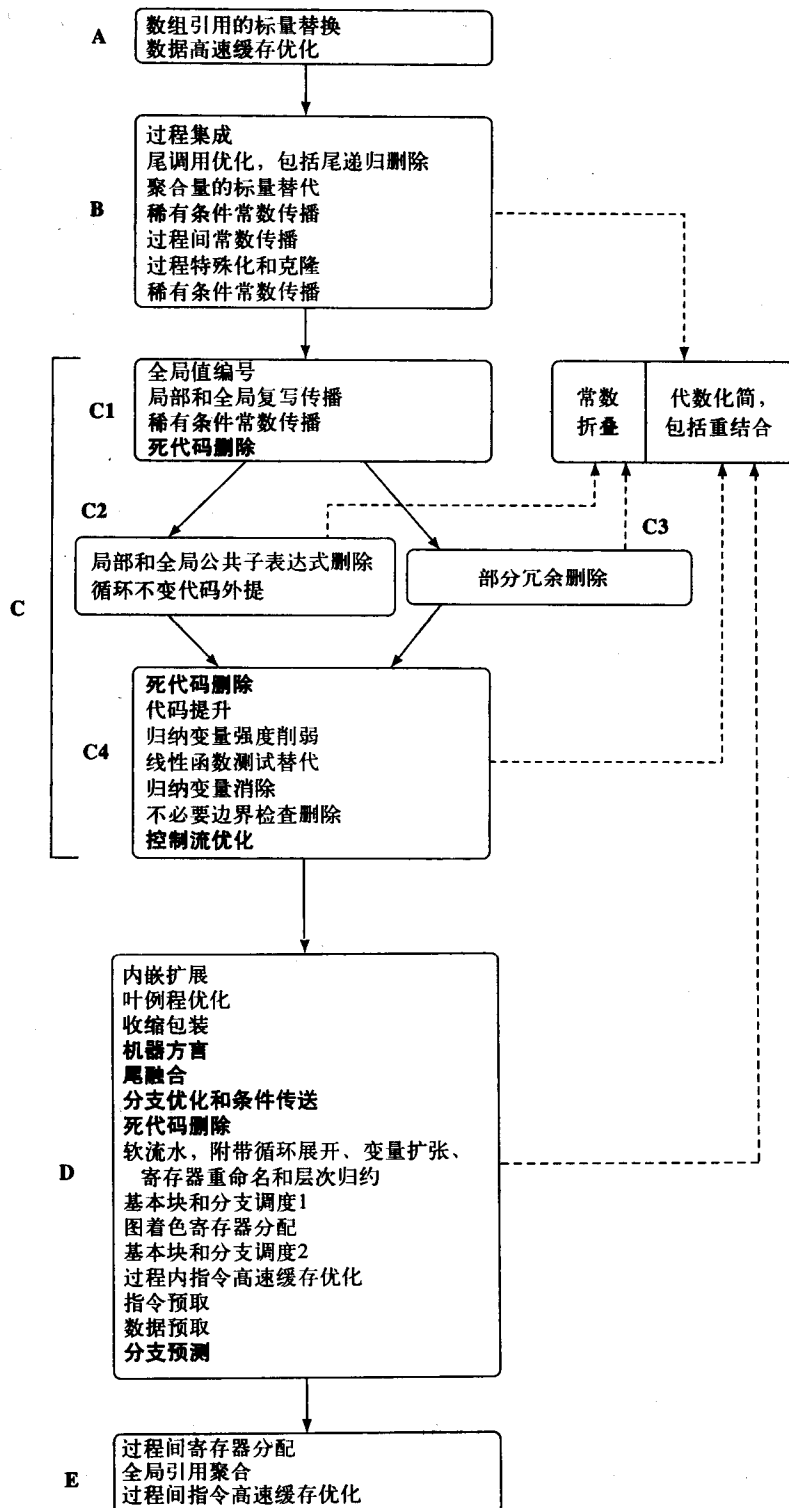 A
数组引用的标量替换
数据高速缓存优化
B
过程集成
尾调用优化，包括尾递归删除
聚合量的标量替代
稀有条件常数传播
过程间常数传播
过程特殊化和克隆
稀有条件常数传播
C
C1
全局值编号
局部和全局复写传播
稀有条件常数传播
死代码删除
常数
折叠
代数化简，
包括重结合
C2
局部和全局公共子表达式删除
循环不变代码外提
C3
部分冗余删除
C4
死代码删除
代码提升
归纳变量强度削弱
线性函数测试替代
归纳变量消除
不必要边界检查删除
控制流优化
D
内嵌扩展
叶例程优化
收缩包装
机器方言
尾融合
分支优化和条件传送
死代码删除
软流水，附带循环展开、变量扩张、
寄存器重命名和层次归约
基本块和分支调度1
图着色寄存器分配
基本块和分支调度2
过程内指令高速缓存优化
指令预取
数据预取
分支预测
E
过程间寄存器分配
全局引用聚合
过程间指令高速缓存优化